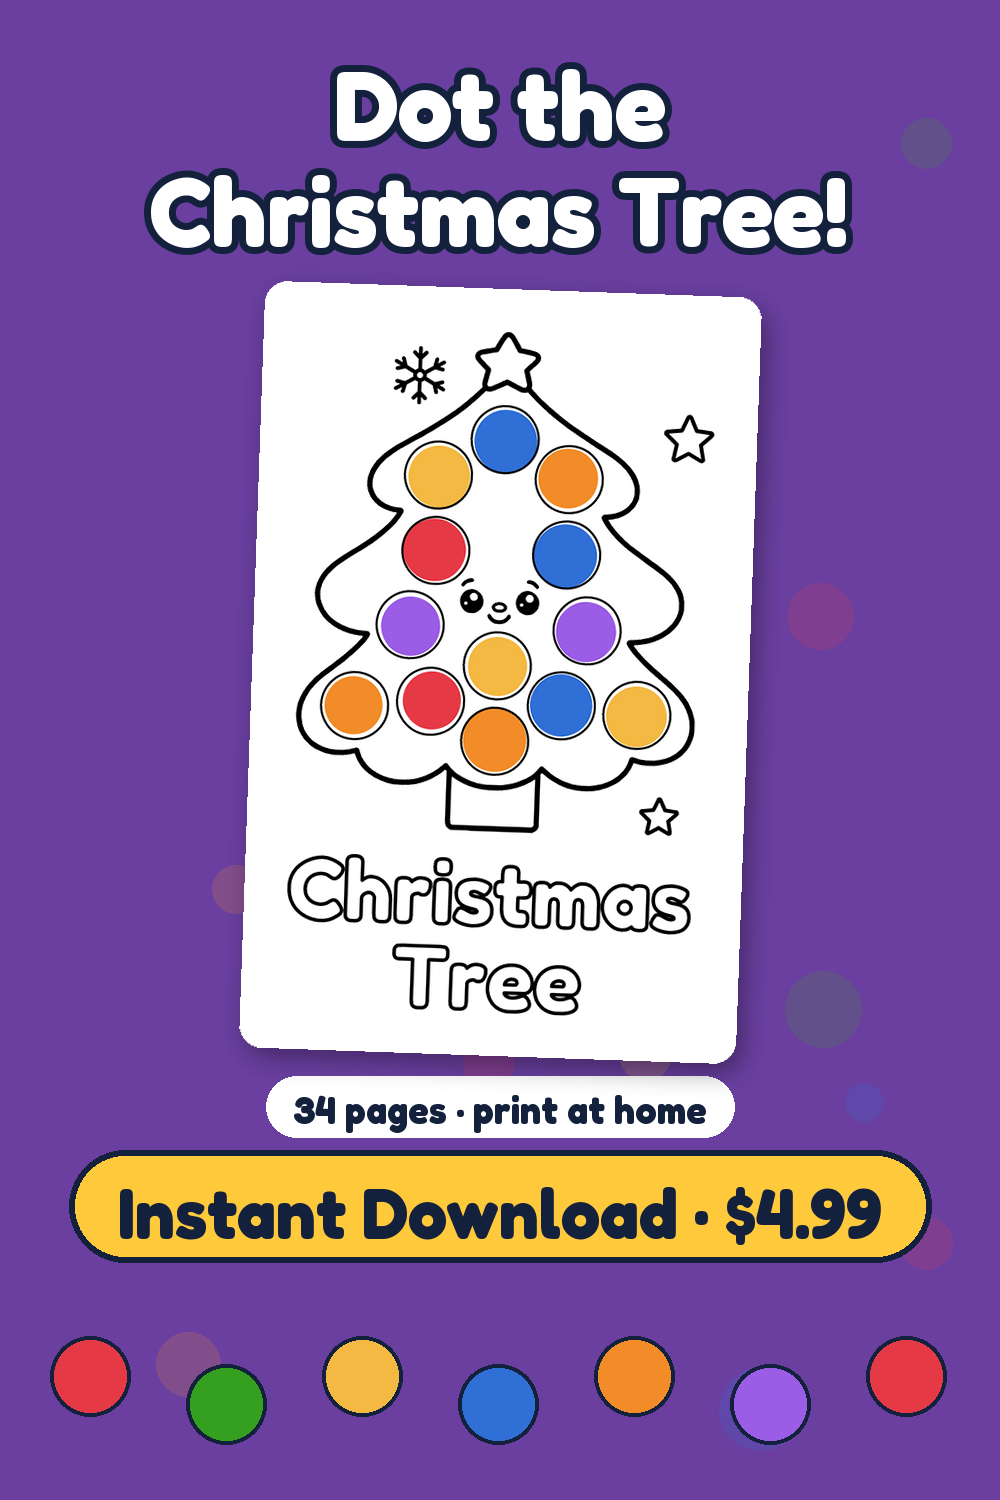 Dot the
Christmas Tree!
Christmas
Tree
34 pages · print at home
Instant Download · $4.99